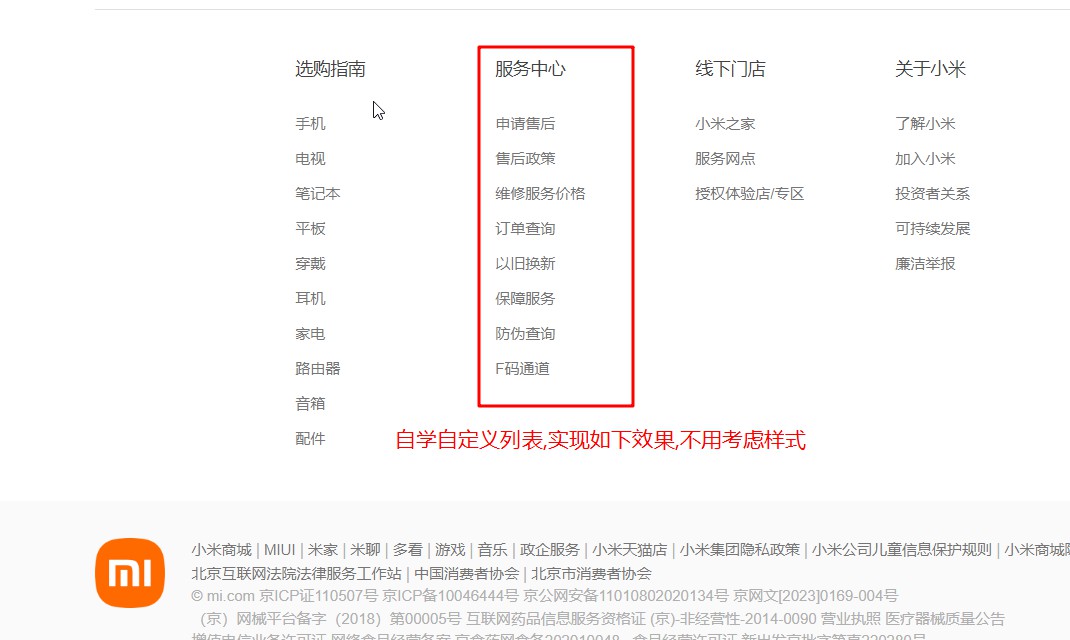 选购指南
手机
电视
笔记本
平板
穿戴
耳机
家电
路由器
音箱
配件
服务中心
申请售后
售后政策
维修服务价格
订单查询
以旧换新
保障服务
防伪查询
F码通道
线下门店
小米之家
服务网点
授权体验店/专区
关于小米
了解小米
加入小米
投资者关系
可持续发展
廉洁举报
自学自定义列表,实现如下效果,不用考虑样式
mi
小米商城 | MIUI | 米家 | 米聊 | 多看 | 游戏 | 音乐 | 政企服务 | 小米天猫店 | 小米集团隐私政策 | 小米公司儿童信息保护规则 | 小米商城
北京互联网法院法律服务工作站 | 中国消费者协会 | 北京市消费者协会
© mi.com 京ICP证110507号 京ICP备10046444号 京公网安备11010802020134号 京网文[2023]0169-004号
（京）网械平台备字（2018）第00005号 互联网药品信息服务资格证 (京)-非经营性-2014-0090 营业执照 医疗器械质量公告